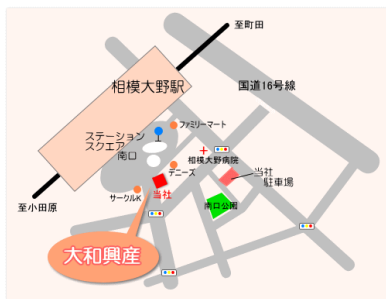 至町田
国道16号線
相模大野駅
ファミリーマート
ステーション
スクエア
南口
相模大野病院
デニーズ
当社
駐車場
サークルK
当社
南口公園
至小田原
大和興産